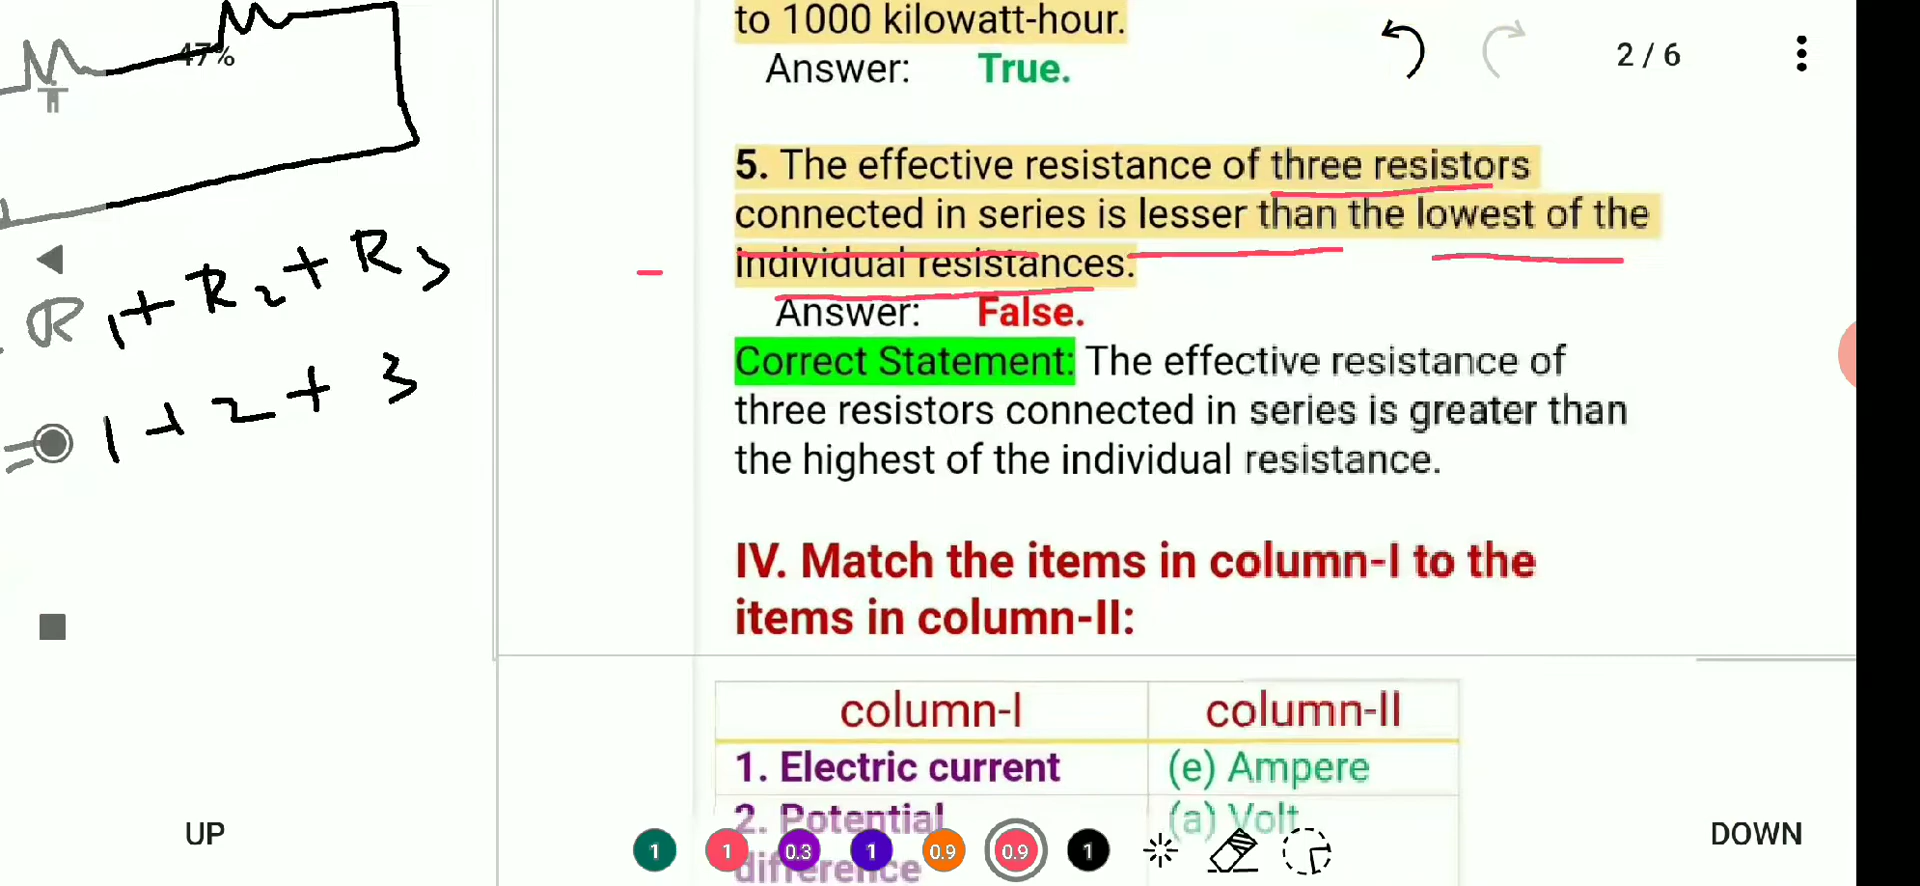 47%
R1+R2+R3
= 1+2+3
to 1000 kilowatt-hour.
Answer: True.
2 / 6
5. The effective resistance of three resistors
connected in series is lesser than the lowest of the
individual resistances.
Answer: False.
Correct Statement: The effective resistance of
three resistors connected in series is greater than
the highest of the individual resistance.
IV. Match the items in column-I to the
items in column-II:
column-I column-II
1. Electric current (e) Ampere
2. Potential (a) Volt
difference
UP
DOWN
1 1 0.3 1 0.9 0.9 1